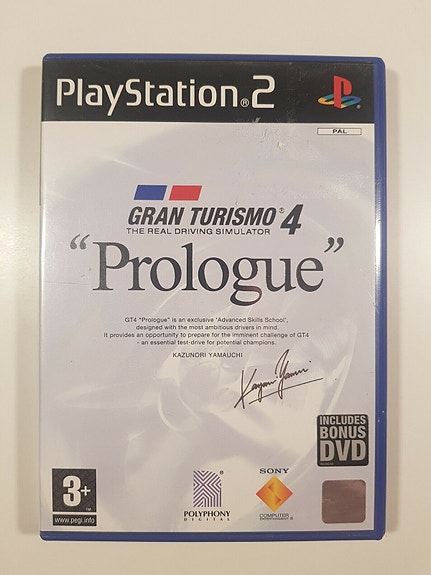 PlayStation®2
PAL
GRAN TURISMO®4
THE REAL DRIVING SIMULATOR
“Prologue”
GT4 “Prologue” is an exclusive ‘Advanced Skills School’,
designed with the most ambitious drivers in mind.
It provides an opportunity to prepare for the imminent challenge of GT4
- an essential test-drive for potential champions.
KAZUNORI YAMAUCHI
INCLUDES
BONUS
DVD
3+
www.pegi.info
POLYPHONY
DIGITAL
SONY
COMPUTER
ENTERTAINMENT®